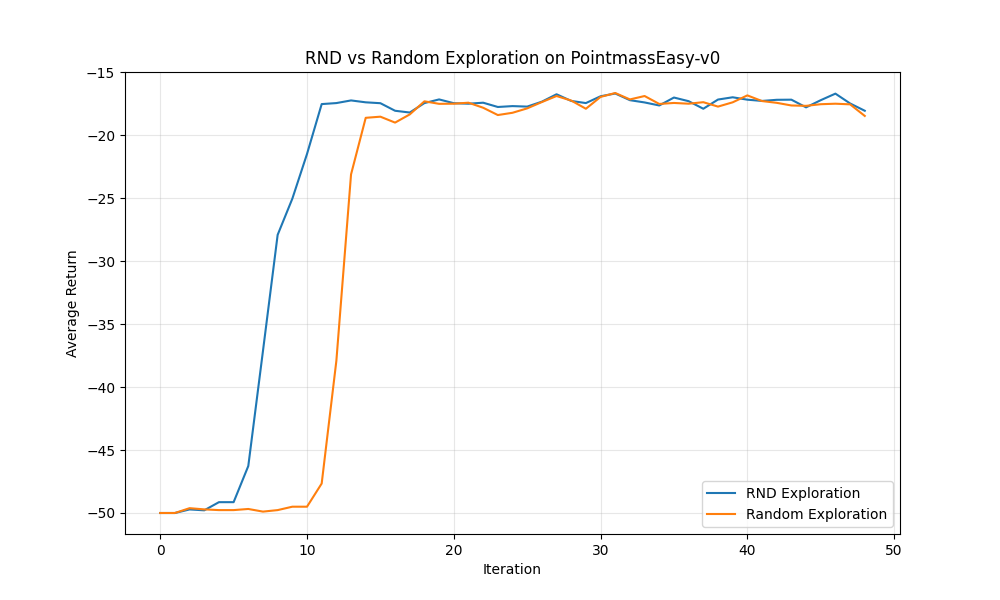 RND vs Random Exploration on PointmassEasy-v0
Average Return
−15
−20
−25
−30
−35
−40
−45
−50
0
10
20
30
40
50
Iteration
RND Exploration
Random Exploration